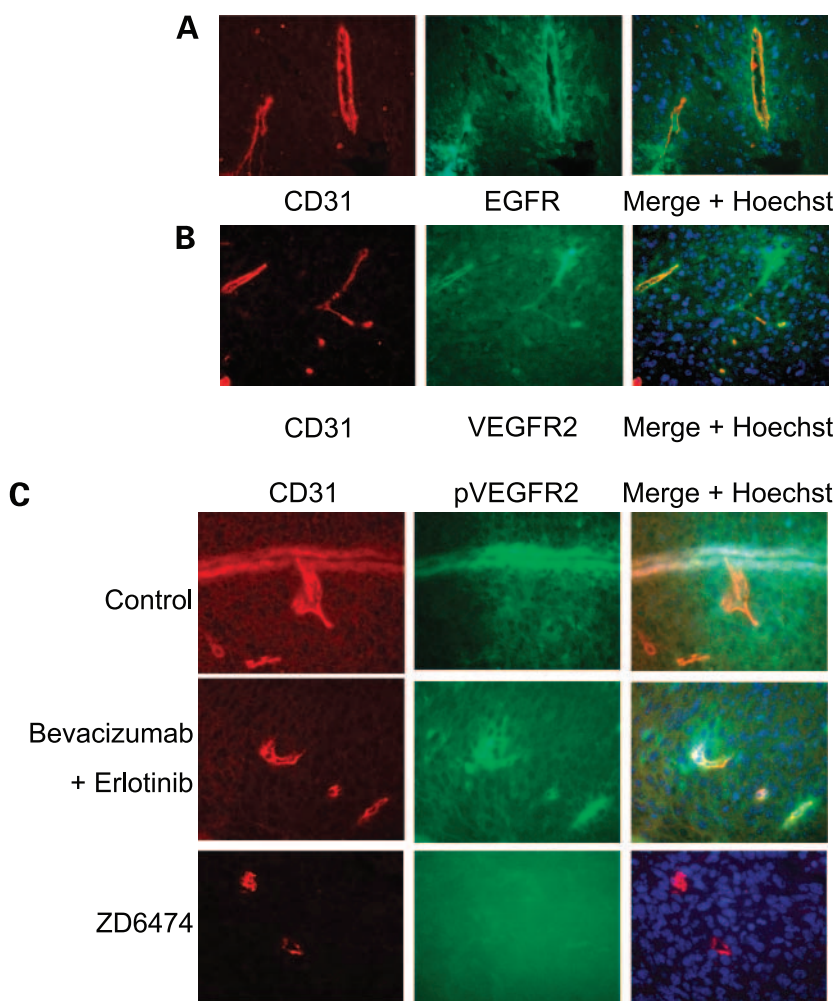 A
CD31 EGFR Merge + Hoechst
B
CD31 VEGFR2 Merge + Hoechst
C
CD31 pVEGFR2 Merge + Hoechst
Control
Bevacizumab
+ Erlotinib
ZD6474